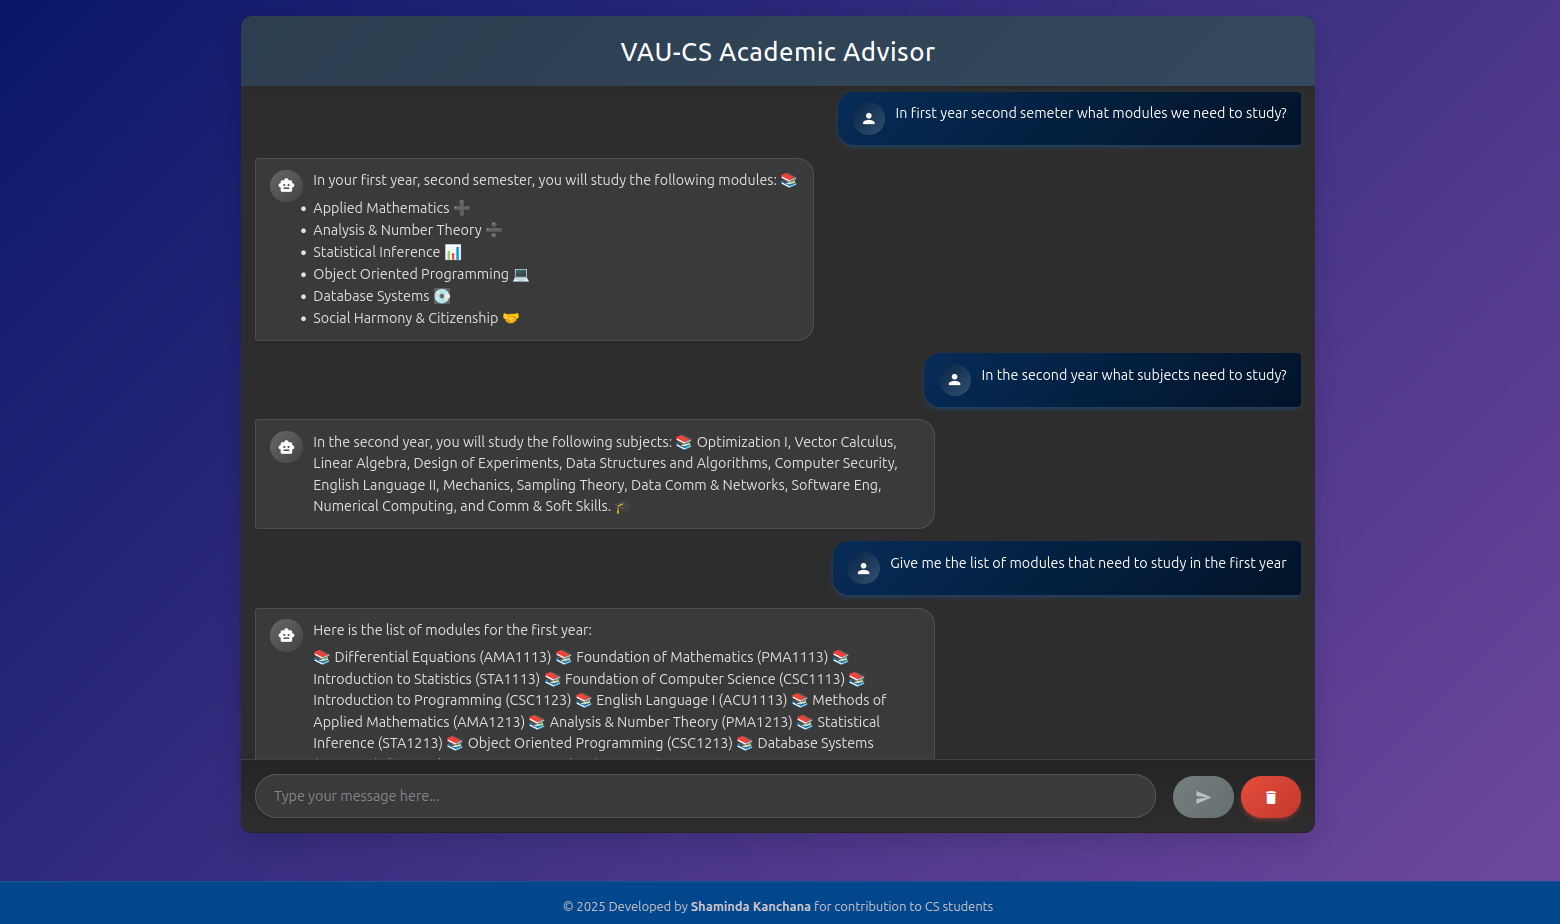 VAU-CS Academic Advisor
In first year second semeter what modules we need to study?
In your first year, second semester, you will study the following modules: 📚
• Applied Mathematics ➕
• Analysis & Number Theory ➗
• Statistical Inference 📊
• Object Oriented Programming 💻
• Database Systems 💽
• Social Harmony & Citizenship 🤝
In the second year what subjects need to study?
In the second year, you will study the following subjects: 📚 Optimization I, Vector Calculus,
Linear Algebra, Design of Experiments, Data Structures and Algorithms, Computer Security,
English Language II, Mechanics, Sampling Theory, Data Comm & Networks, Software Eng,
Numerical Computing, and Comm & Soft Skills. 🎓
Give me the list of modules that need to study in the first year
Here is the list of modules for the first year:
📚 Differential Equations (AMA1113) 📚 Foundation of Mathematics (PMA1113) 📚
Introduction to Statistics (STA1113) 📚 Foundation of Computer Science (CSC1113) 📚
Introduction to Programming (CSC1123) 📚 English Language I (ACU1113) 📚 Methods of
Applied Mathematics (AMA1213) 📚 Analysis & Number Theory (PMA1213) 📚 Statistical
Inference (STA1213) 📚 Object Oriented Programming (CSC1213) 📚 Database Systems
Type your message here...
© 2025 Developed by Shaminda Kanchana for contribution to CS students